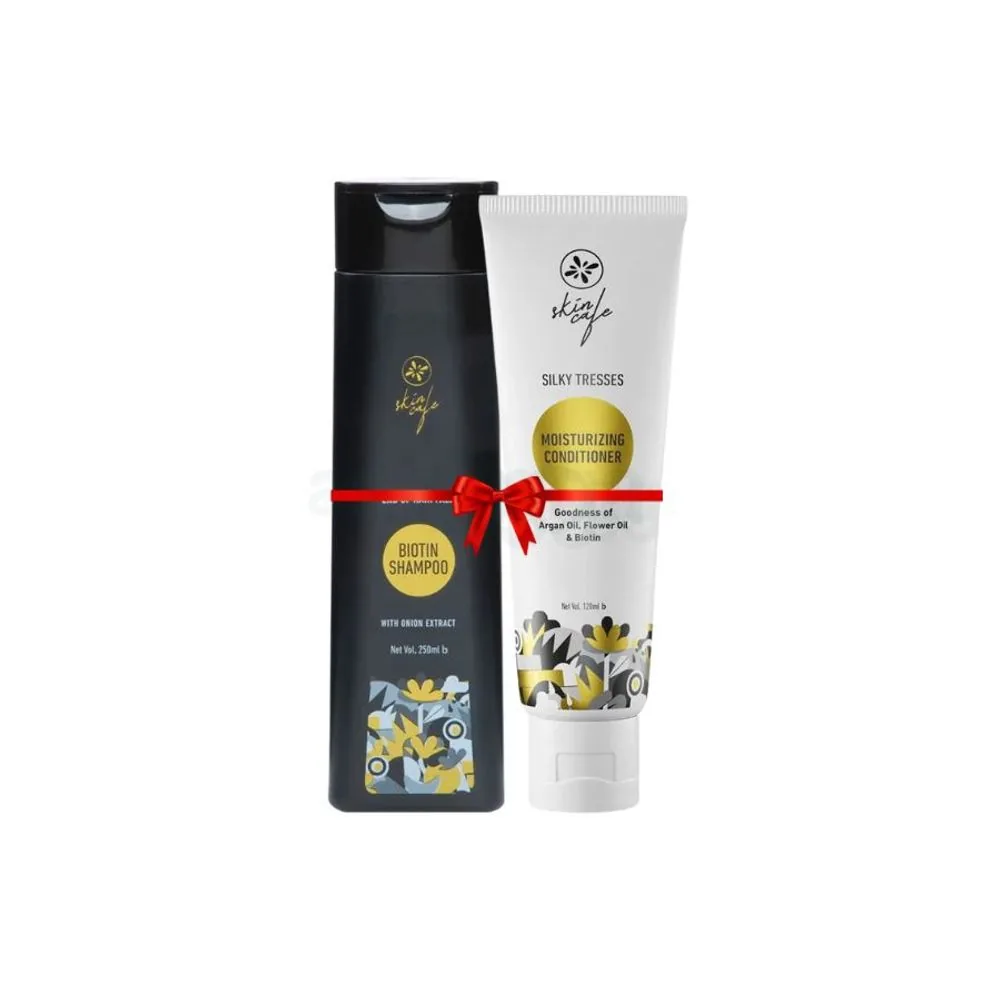 skin
cafe
BIOTIN
SHAMPOO
WITH ONION EXTRACT
Net Vol. 250ml
skin
cafe
SILKY TRESSES
MOISTURIZING
CONDITIONER
Goodness of
Argan Oil, Flower Oil
& Biotin
Net Vol. 120ml